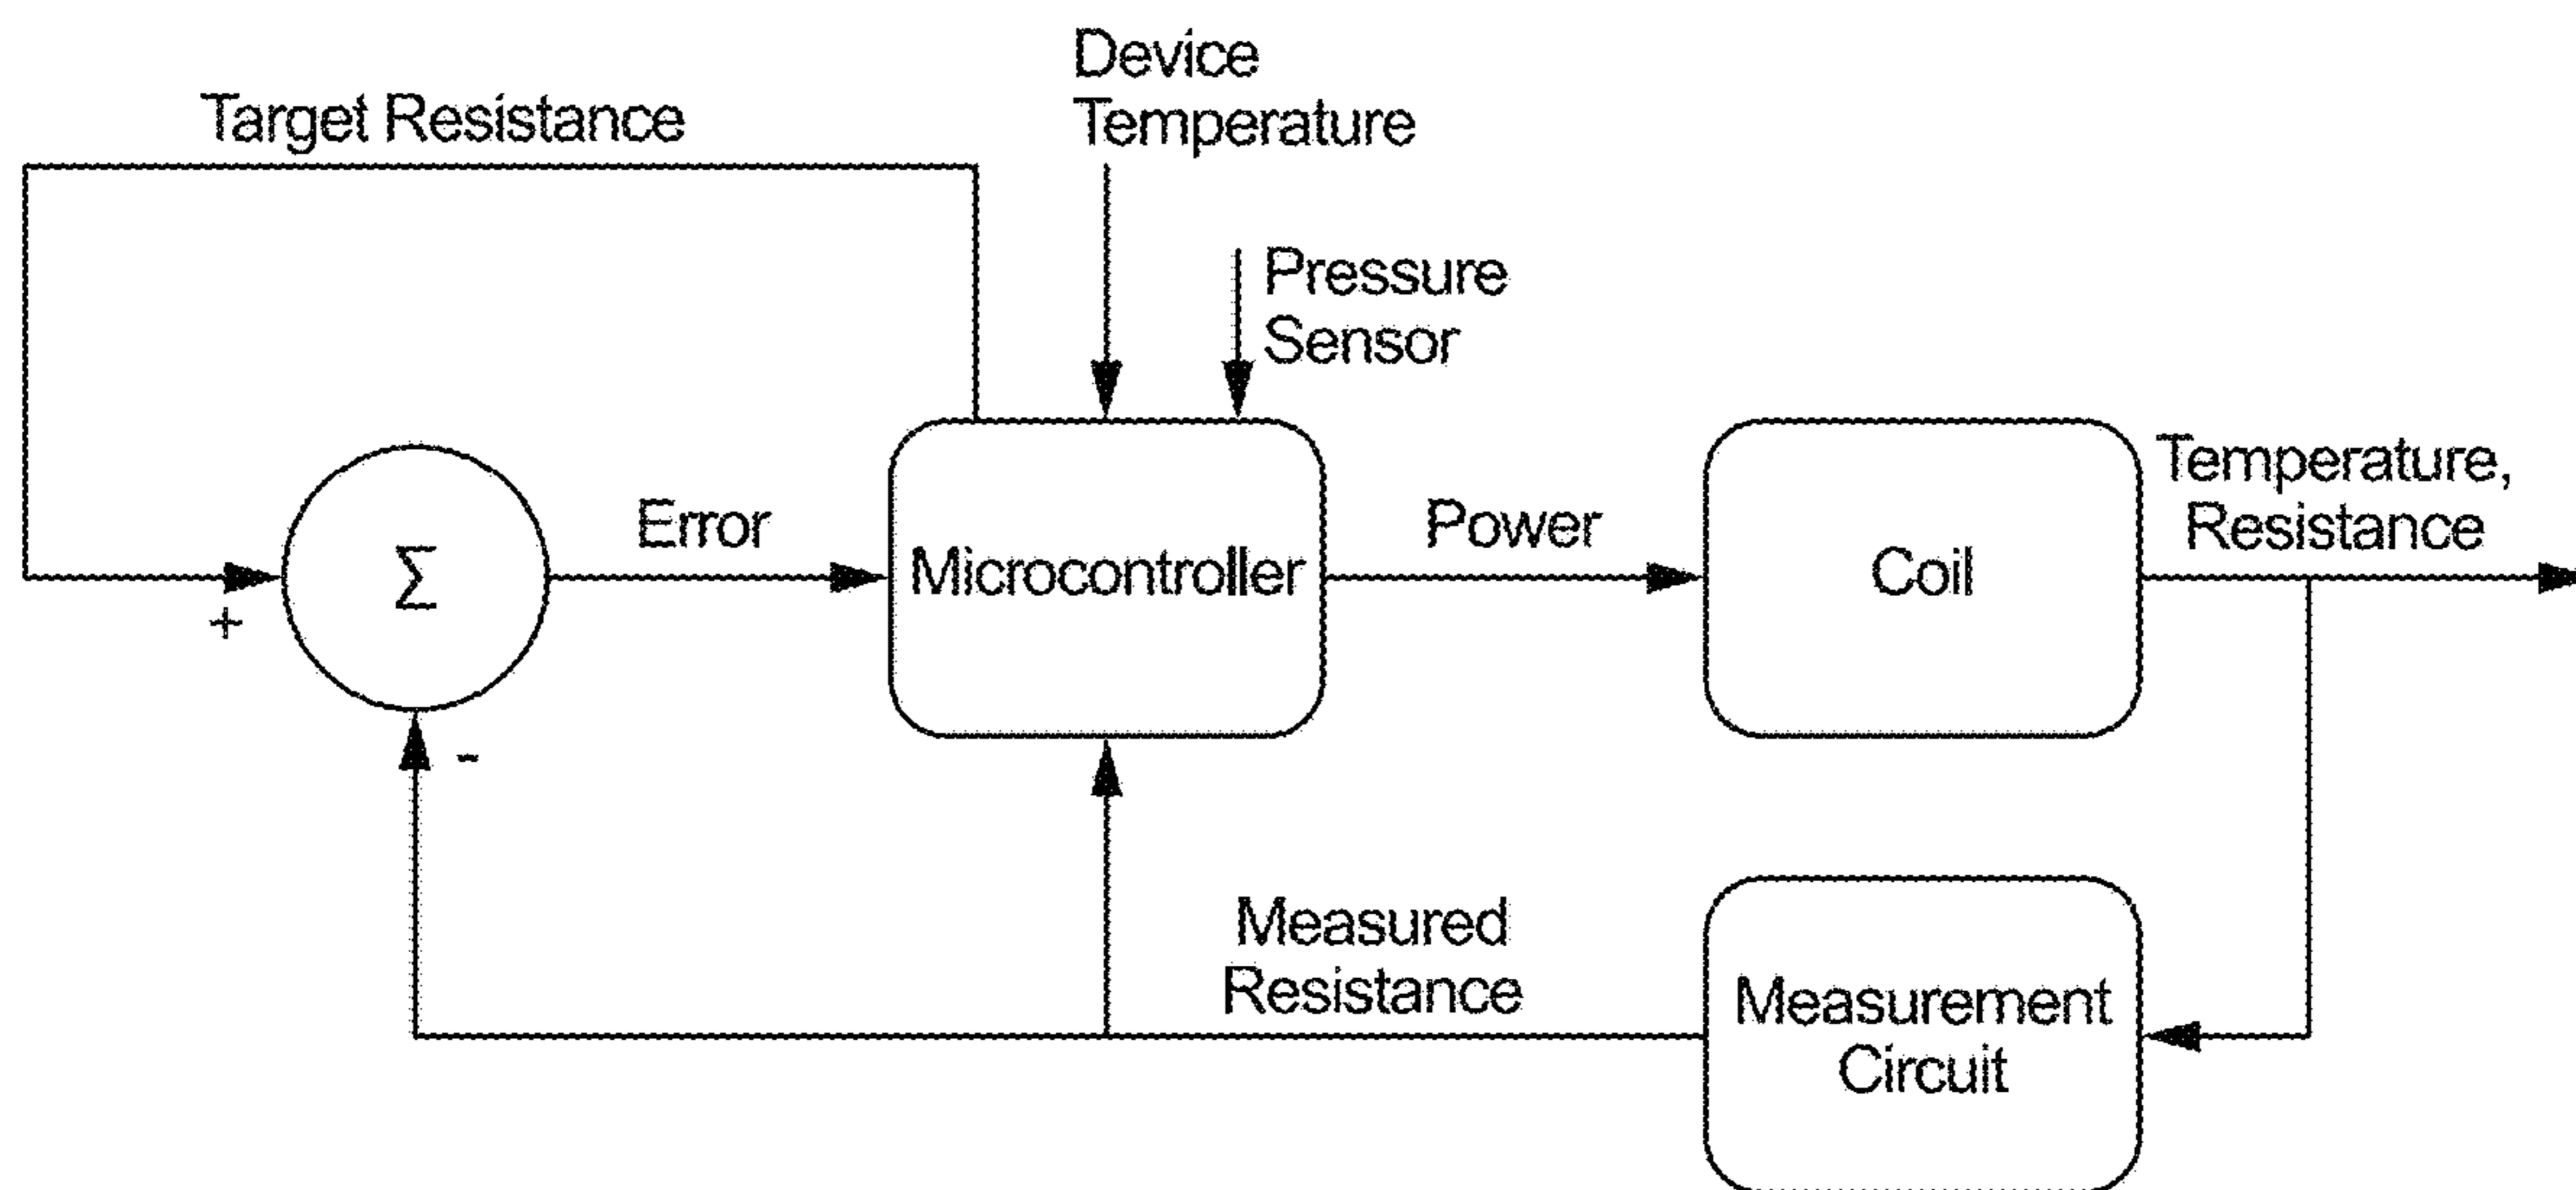 Device
Temperature
Target Resistance
Pressure
Sensor
Temperature,
Resistance
Error
Power
Σ
Microcontroller
Coil
+
-
Measured
Resistance
Measurement
Circuit